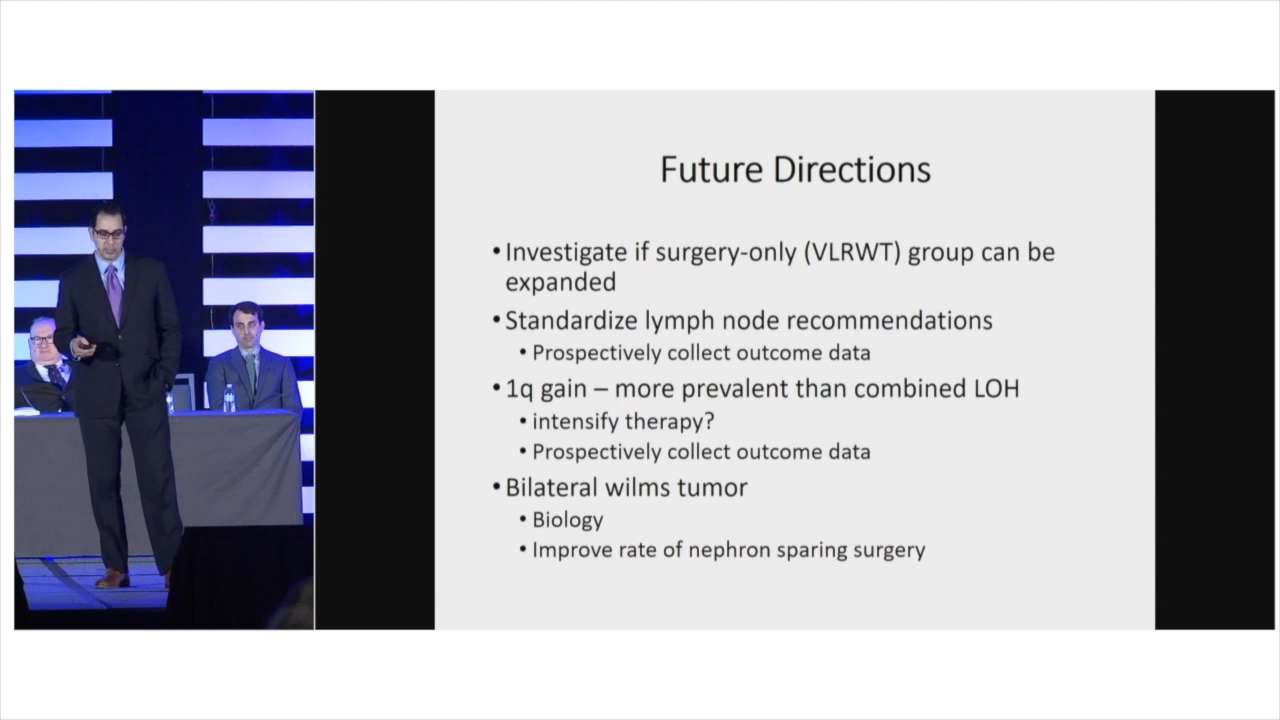 Future Directions
•Investigate if surgery-only (VLRWT) group can be
expanded
•Standardize lymph node recommendations
•Prospectively collect outcome data
•1q gain – more prevalent than combined LOH
•intensify therapy?
•Prospectively collect outcome data
•Bilateral wilms tumor
•Biology
•Improve rate of nephron sparing surgery